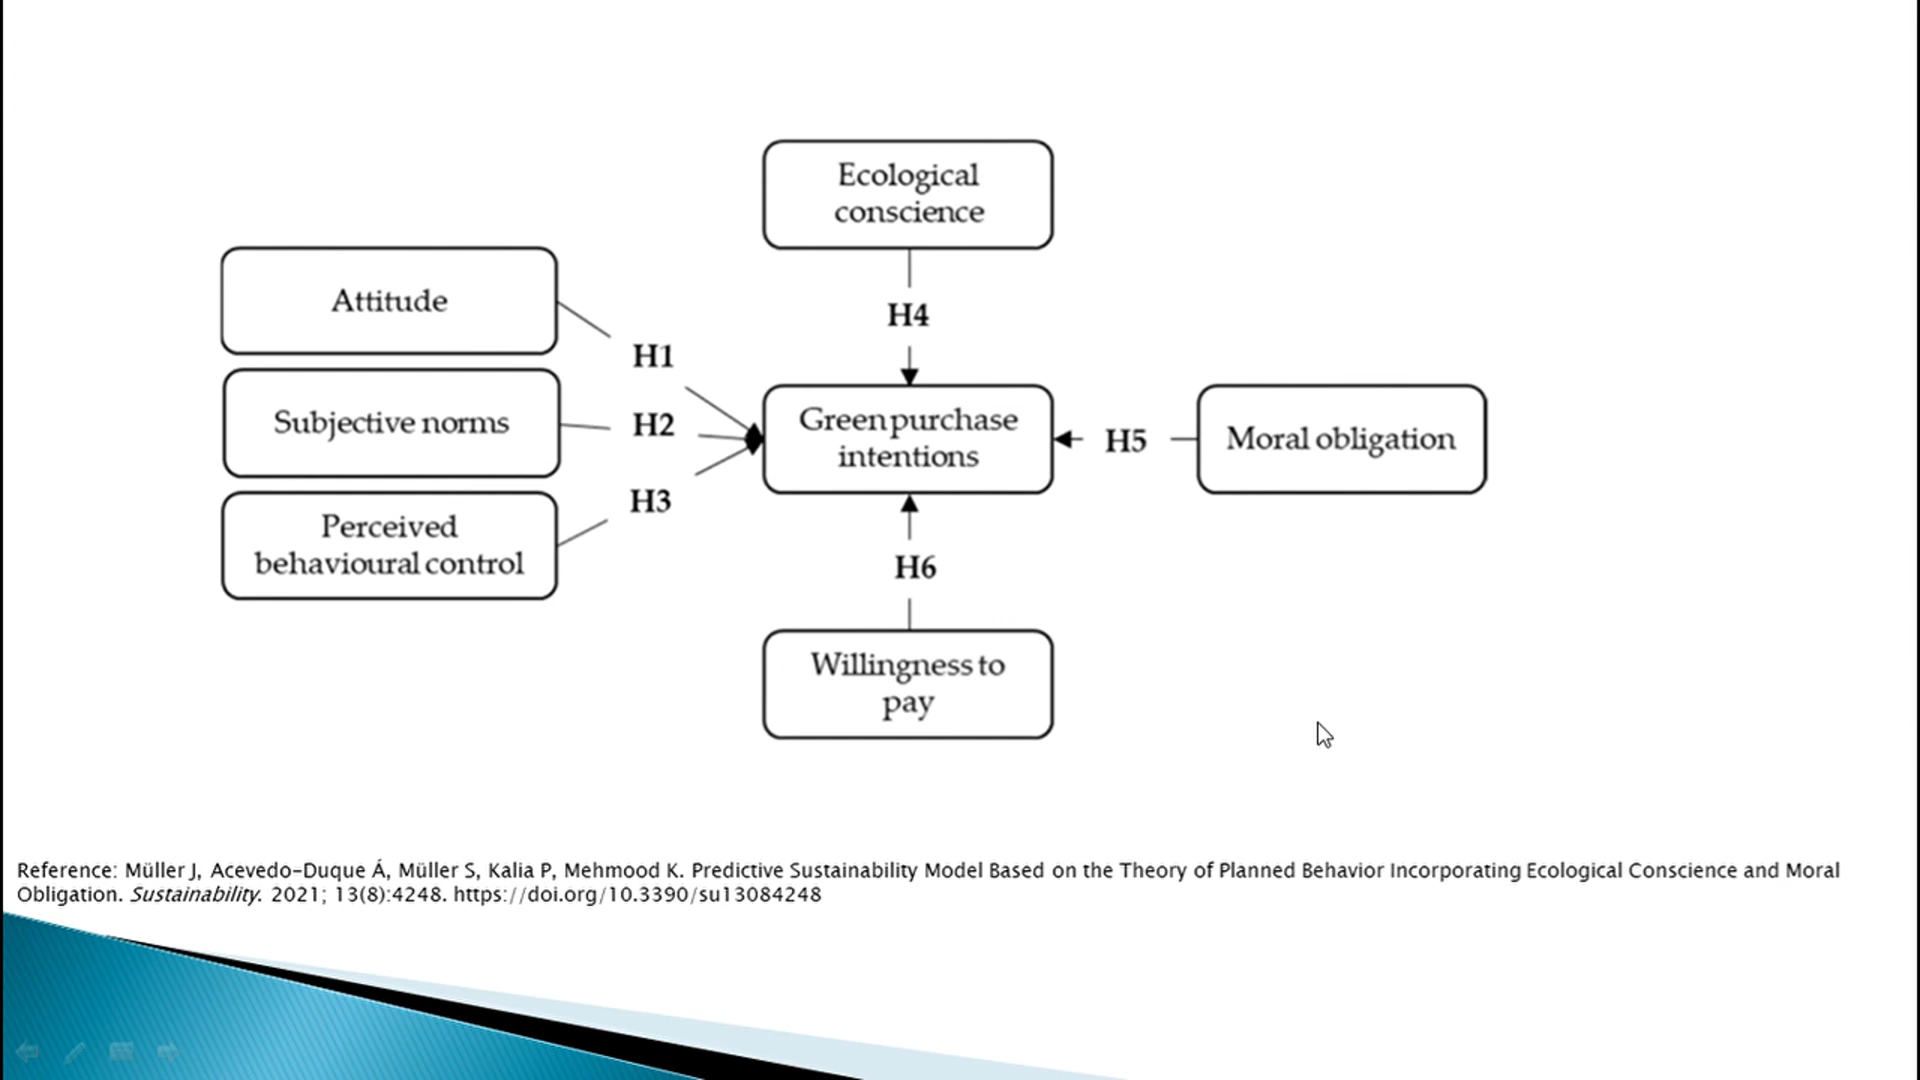 Ecological
conscience
Attitude
H4
H1
Subjective norms
H2
Green purchase
intentions
H5
Moral obligation
H3
Perceived
behavioural control
H6
Willingness to
pay
Reference: Müller J, Acevedo-Duque Á, Müller S, Kalia P, Mehmood K. Predictive Sustainability Model Based on the Theory of Planned Behavior Incorporating Ecological Conscience and Moral
Obligation. Sustainability. 2021; 13(8):4248. https://doi.org/10.3390/su13084248